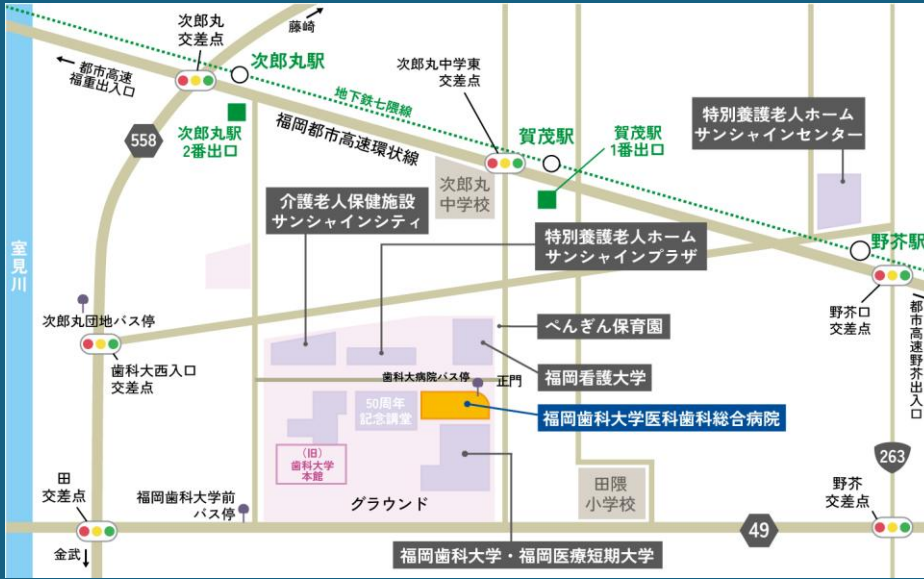 次郎丸
交差点
藤崎
都市高速
福重出入口
次郎丸駅
次郎丸中学東
交差点
地下鉄七隈線
次郎丸駅
2番出口
福岡都市高速環状線
賀茂駅
賀茂駅
1番出口
特別養護老人ホーム
サンシャインセンター
558
次郎丸
中学校
介護老人保健施設
サンシャインシティ
特別養護老人ホーム
サンシャインプラザ
野芥駅
室見川
次郎丸団地バス停
野芥口
交差点
都市高速野芥出入口
ぺんぎん保育園
歯科大西入口
交差点
歯科大病院バス停
正門
福岡看護大学
50周年
記念講堂
福岡歯科大学医科歯科総合病院
(旧)
歯科大学
本館
263
田
交差点
福岡歯科大学前
バス停
グラウンド
田隈
小学校
野芥
交差点
49
金武
福岡歯科大学・福岡医療短期大学